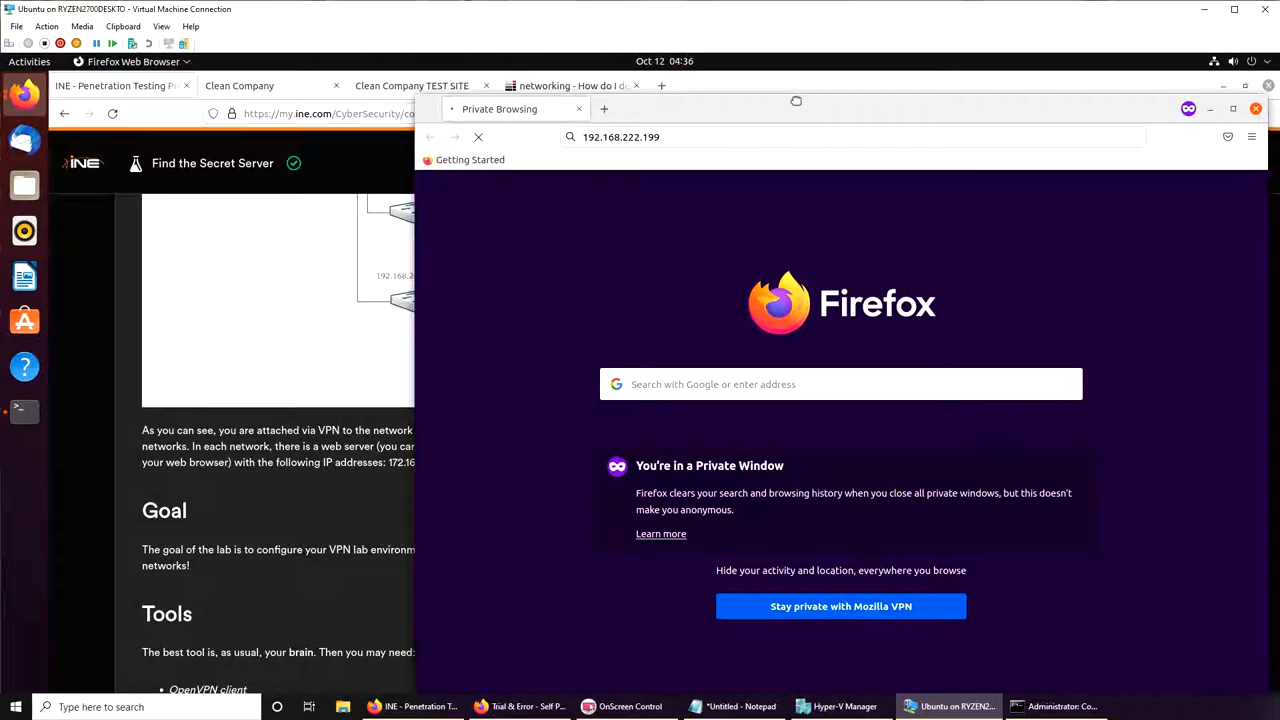 Ubuntu on RYZEN2700DESKTO - Virtual Machine Connection
File Action Media Clipboard View Help
Activities Firefox Web Browser Oct 12 04:36
INE - Penetration Testing P Clean Company Clean Company TEST SITE networking - How do I de
https://my.ine.com/CyberSecurity/co
Private Browsing
192.168.222.199
Getting Started
INE Find the Secret Server
192.168.2
Firefox
Search with Google or enter address
As you can see, you are attached via VPN to the network
networks. In each network, there is a web server (you can
your web browser) with the following IP addresses: 172.16
You're in a Private Window
Firefox clears your search and browsing history when you close all private windows, but this doesn't
make you anonymous.
Learn more
Goal
The goal of the lab is to configure your VPN lab environm
networks!
Hide your activity and location, everywhere you browse
Stay private with Mozilla VPN
Tools
The best tool is, as usual, your brain. Then you may need:
• OpenVPN client
Type here to search
INE - Penetration T... Trial & Error - Self P... OnScreen Control *Untitled - Notepad Hyper-V Manager Ubuntu on RYZEN2... Administrator: Co...